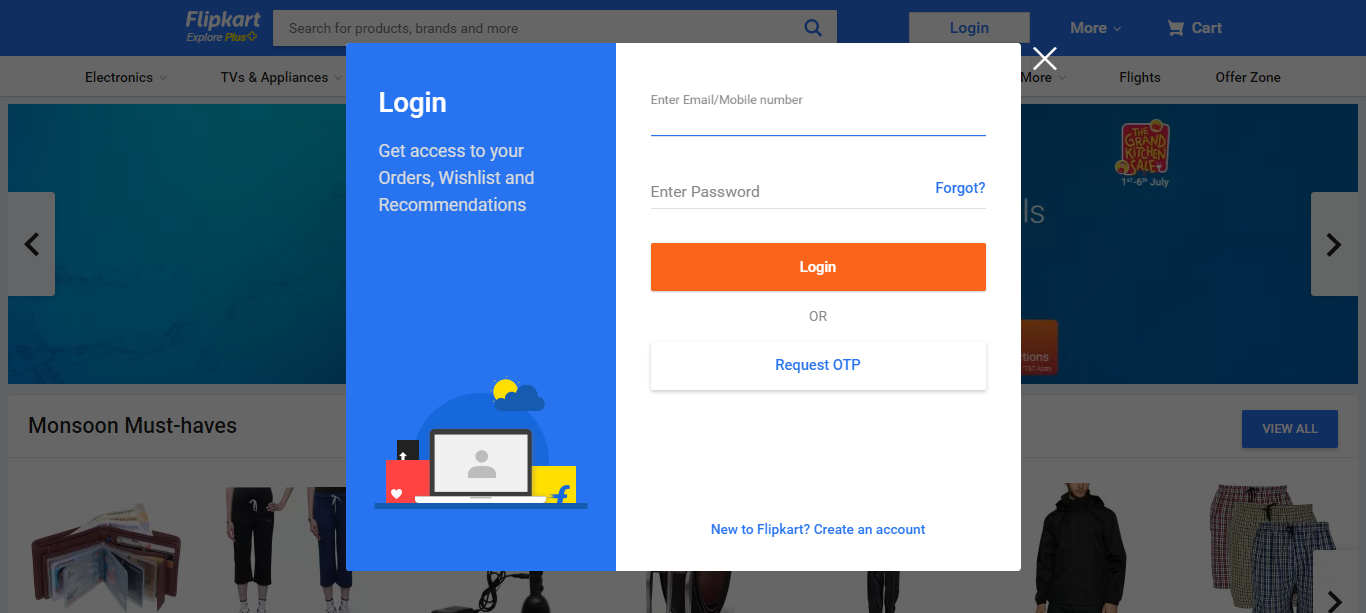 Flipkart
Explore Plus
Search for products, brands and more
Login
More
Cart
Electronics
TVs & Appliances
More
Flights
Offer Zone
Login
Get access to your
Orders, Wishlist and
Recommendations
Enter Email/Mobile number
Enter Password
Forgot?
Login
OR
Request OTP
New to Flipkart? Create an account
THE
GRAND
KITCHEN
SALE
1st-6th July
ls
tions
*T&C Apply
Monsoon Must-haves
VIEW ALL